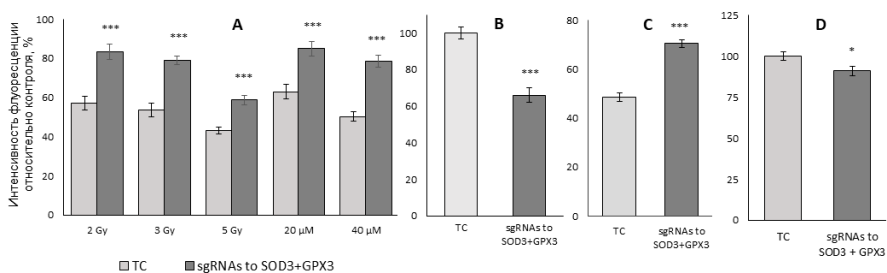 Интенсивность флуоресценции
относительно контроля, %
A
100
80
60
40
20
0
***
***
***
***
***
2 Gy
3 Gy
5 Gy
20 µM
40 µM
TC
sgRNAs to SOD3+GPX3
B
100
80
60
40
20
0
***
TC
sgRNAs to
SOD3+GPX3
C
80
60
40
20
0
***
TC
sgRNAs to
SOD3+GPX3
D
125
100
75
50
25
0
*
TC
sgRNAs to
SOD3 + GPX3